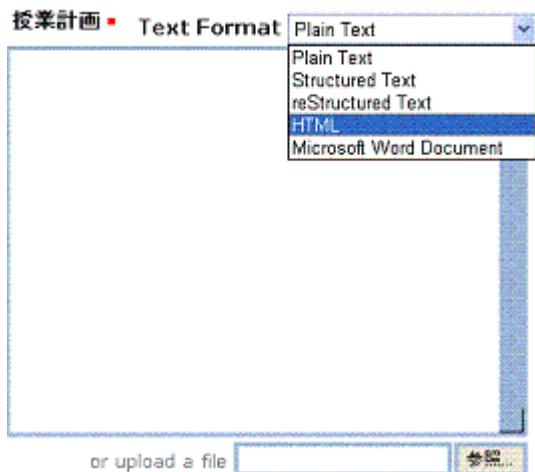 授業計画 Text Format Plain Text
Plain Text
Structured Text
reStructured Text
HTML
Microsoft Word Document
or upload a file 参照...